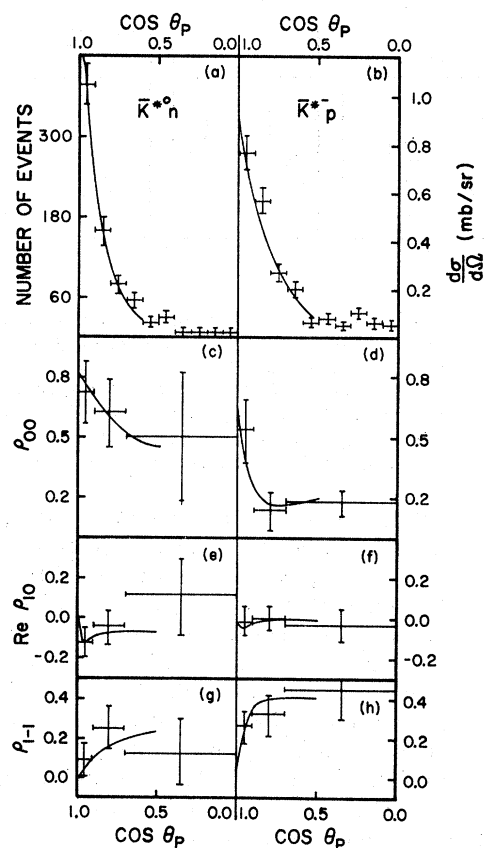 COS θP COS θP
1.0 0.5 0.0 1.0 0.5 0.0
(a) (b)
K̄*°n K̄*⁻p
NUMBER OF EVENTS
300
180
60
1.0
0.8
0.6
0.4
0.2
dσ/dΩ (mb/sr)
(c) (d)
ρ00
0.8
0.5
0.2
0.8
0.5
0.2
(e) (f)
Re ρ10
0.2
0.0
-0.2
0.2
0.0
-0.2
(g) (h)
ρ1-1
0.4
0.2
0.0
0.4
0.2
0.0
1.0 0.5 0.0 1.0 0.5 0.0
COS θP COS θP